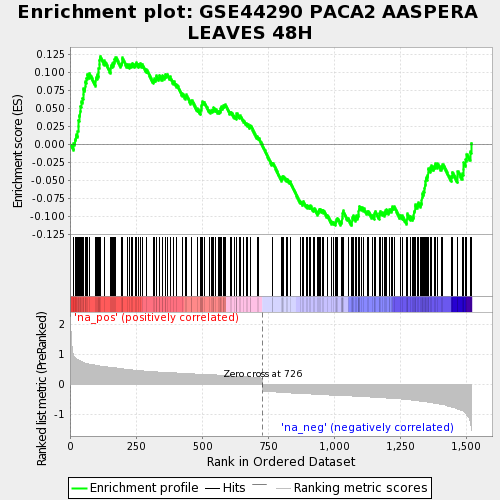 Enrichment plot: GSE44290 PACA2 AASPERA
LEAVES 48H
Enrichment score (ES)
0.125
0.100
0.075
0.050
0.025
0.000
-0.025
-0.050
-0.075
-0.100
-0.125
'na_pos' (positively correlated)
Ranked list metric (PreRanked)
2
1
0
-1
Zero cross at 726
'na_neg' (negatively correlated)
0
250
500
750
1,000
1,250
1,500
Rank in Ordered Dataset
Enrichment profile
Hits
Ranking metric scores